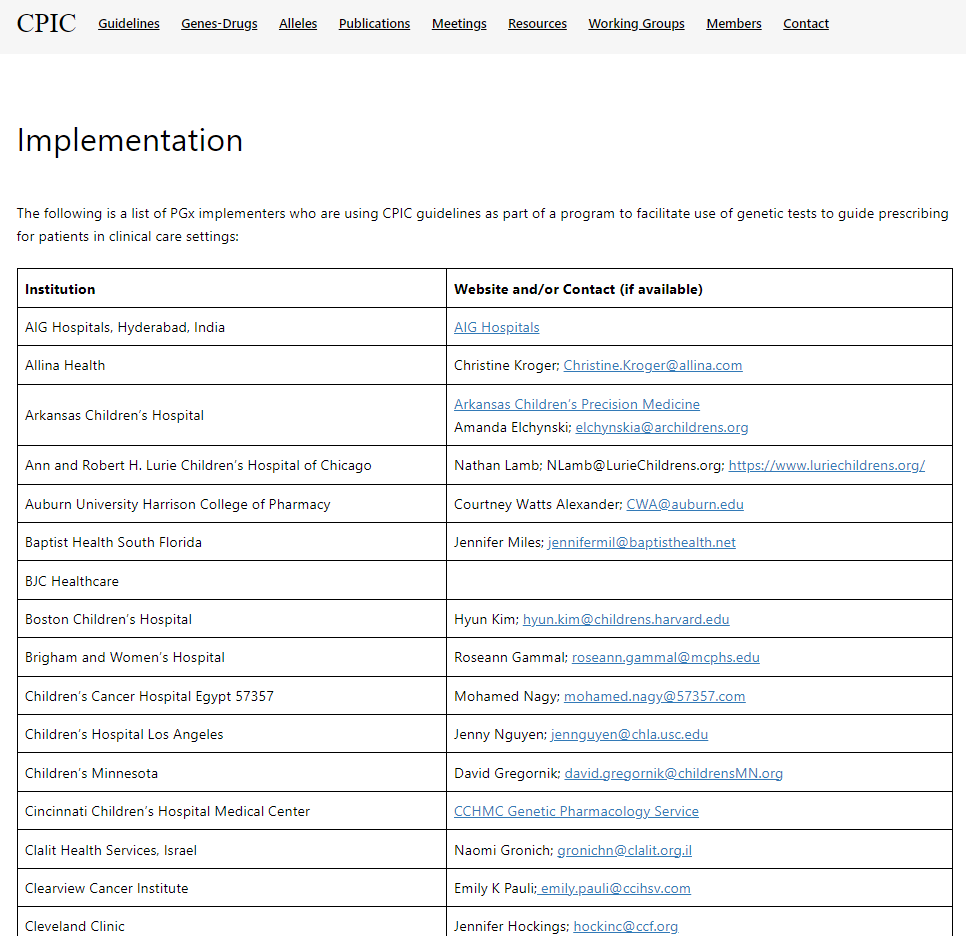 CPIC Guidelines Genes-Drugs Alleles Publications Meetings Resources Working Groups Members Contact
Implementation
The following is a list of PGx implementers who are using CPIC guidelines as part of a program to facilitate use of genetic tests to guide prescribing
for patients in clinical care settings:
Institution Website and/or Contact (if available)
AIG Hospitals, Hyderabad, India AIG Hospitals
Allina Health Christine Kroger; Christine.Kroger@allina.com
Arkansas Children's Hospital Arkansas Children's Precision Medicine
Amanda Elchynski; elchynskia@archildrens.org
Ann and Robert H. Lurie Children's Hospital of Chicago Nathan Lamb; NLamb@LurieChildrens.org; https://www.luriechildrens.org/
Auburn University Harrison College of Pharmacy Courtney Watts Alexander; CWA@auburn.edu
Baptist Health South Florida Jennifer Miles; jennifermil@baptisthealth.net
BJC Healthcare
Boston Children's Hospital Hyun Kim; hyun.kim@childrens.harvard.edu
Brigham and Women's Hospital Roseann Gammal; roseann.gammal@mcphs.edu
Children's Cancer Hospital Egypt 57357 Mohamed Nagy; mohamed.nagy@57357.com
Children's Hospital Los Angeles Jenny Nguyen; jennguyen@chla.usc.edu
Children's Minnesota David Gregornik; david.gregornik@childrensMN.org
Cincinnati Children's Hospital Medical Center CCHMC Genetic Pharmacology Service
Clalit Health Services, Israel Naomi Gronich; gronichn@clalit.org.il
Clearview Cancer Institute Emily K Pauli; emily.pauli@ccihsv.com
Cleveland Clinic Jennifer Hockings; hockinc@ccf.org